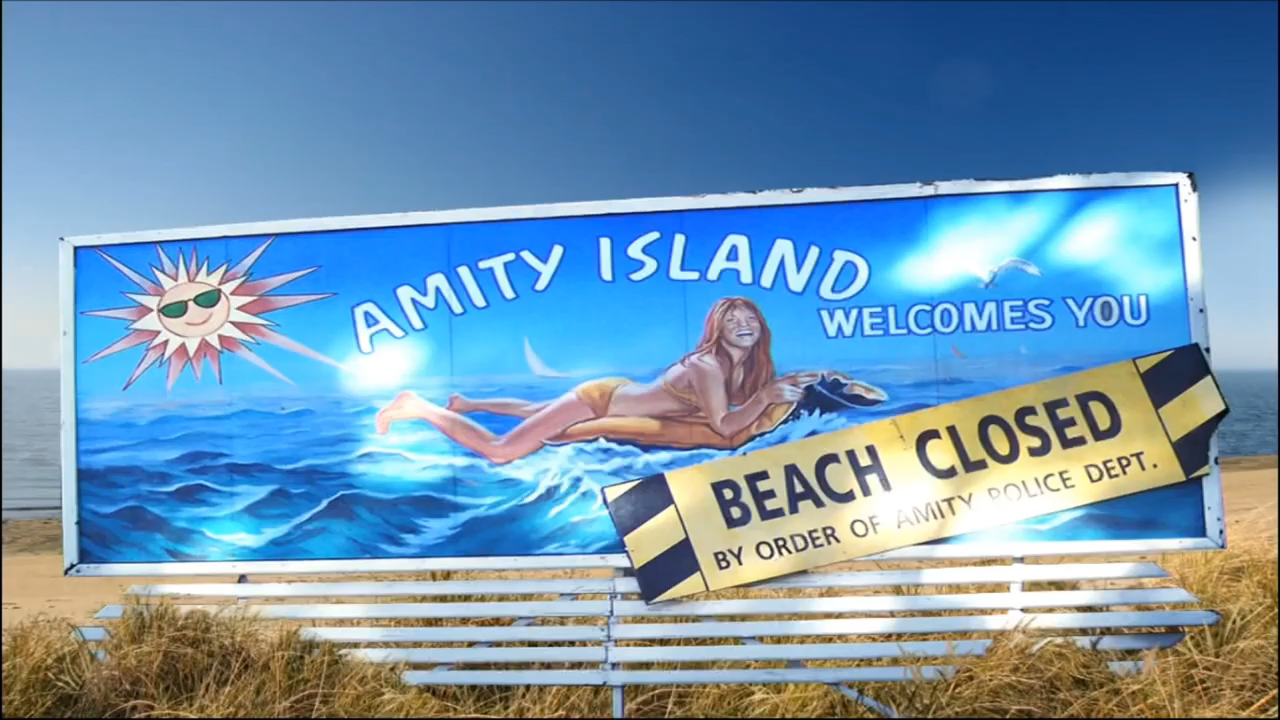 AMITY ISLAND
WELCOMES YOU
BEACH CLOSED
BY ORDER OF AMITY POLICE DEPT.